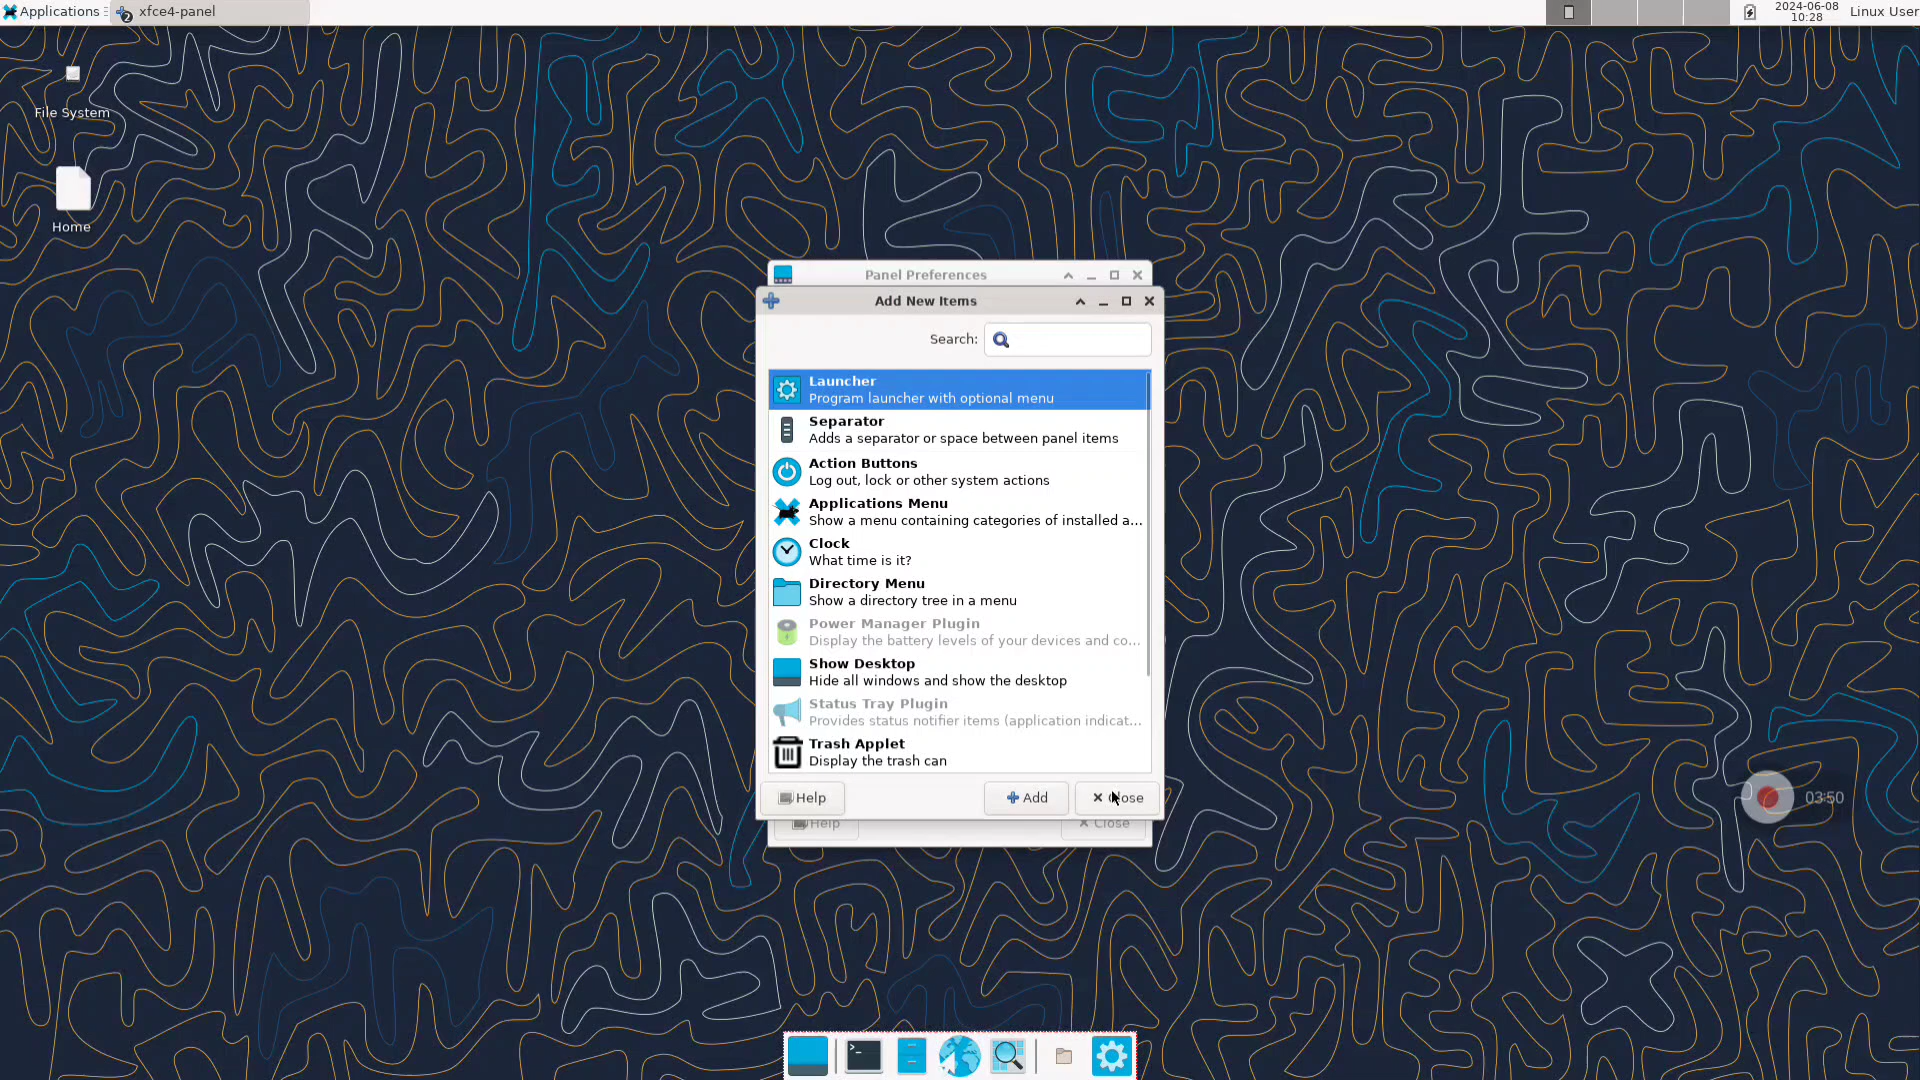 Applications
2
xfce4-panel
2024-06-08
10:28
Linux User
File System
Home
Panel Preferences
Add New Items
Search:
Launcher
Program launcher with optional menu
Separator
Adds a separator or space between panel items
Action Buttons
Log out, lock or other system actions
Applications Menu
Show a menu containing categories of installed a...
Clock
What time is it?
Directory Menu
Show a directory tree in a menu
Power Manager Plugin
Display the battery levels of your devices and co...
Show Desktop
Hide all windows and show the desktop
Status Tray Plugin
Provides status notifier items (application indicat...
Trash Applet
Display the trash can
Help
Add
Close
Help
Close
03:50